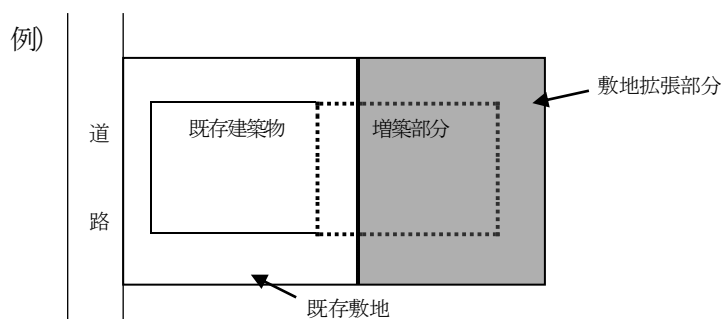 例)
敷地拡張部分
既存建築物
増築部分
道
路
既存敷地